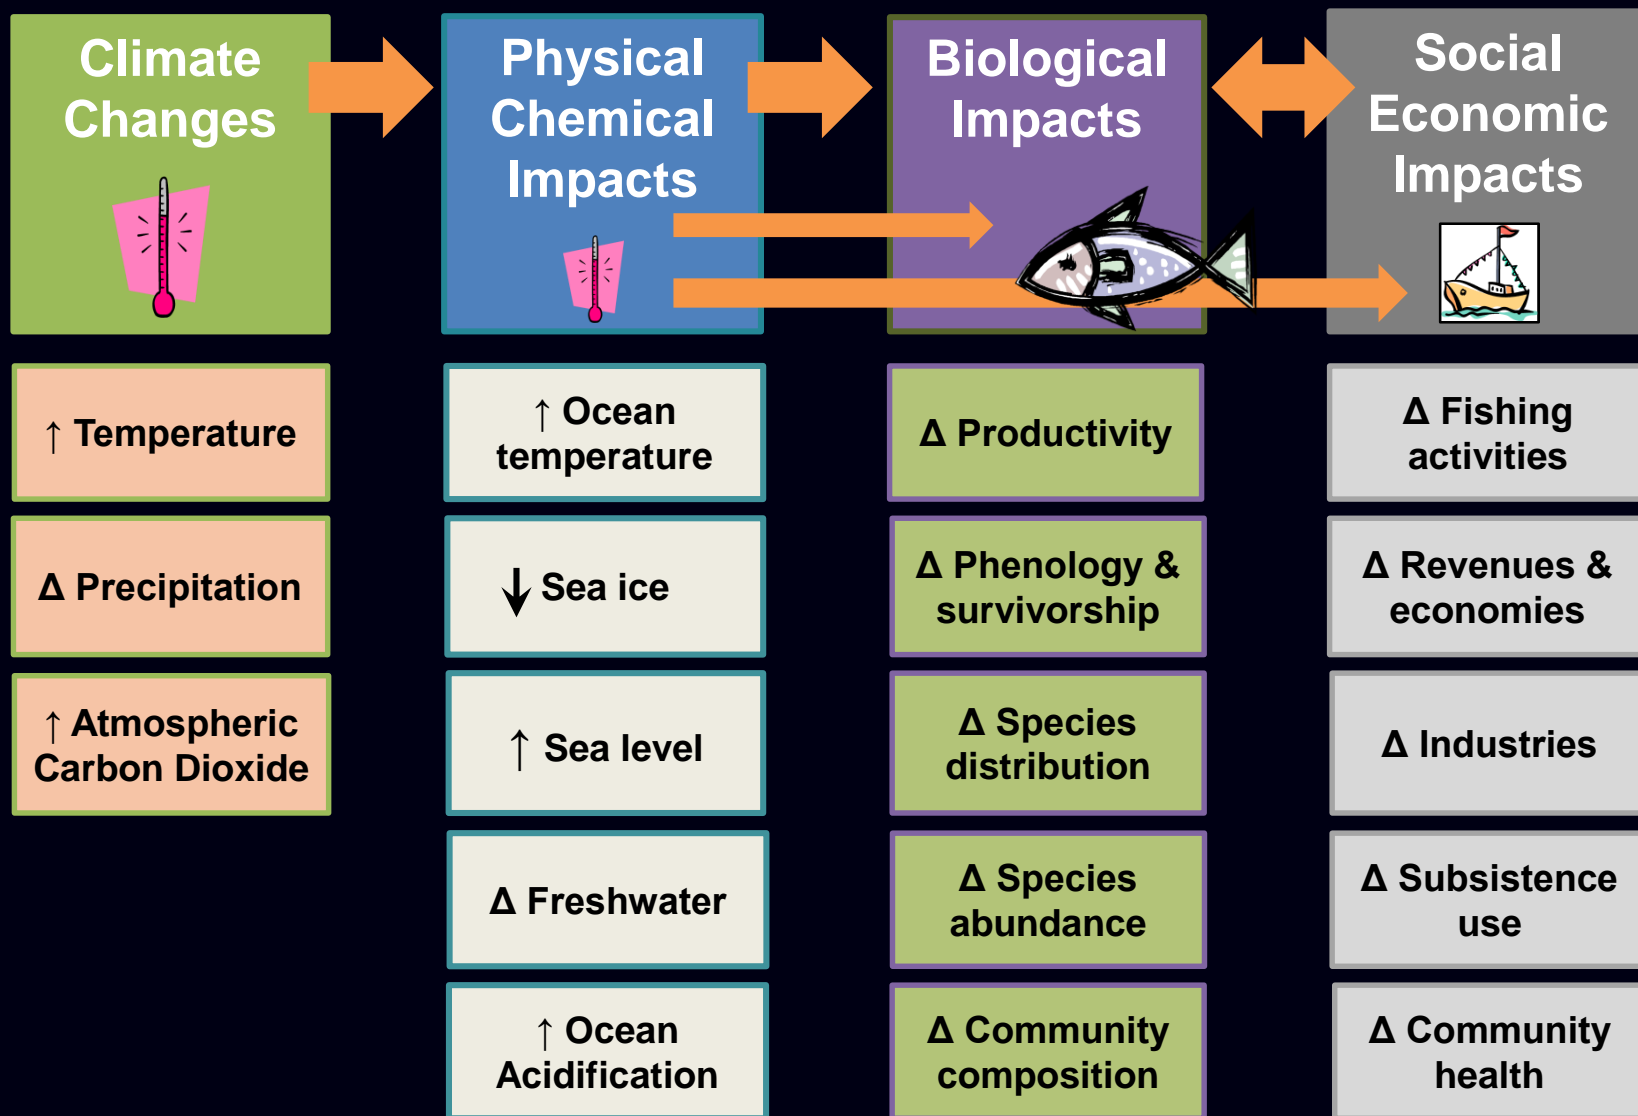 Climate
Changes
Physical
Chemical
Impacts
Biological
Impacts
Social
Economic
Impacts
↑ Temperature
Δ Precipitation
↑ Atmospheric
Carbon Dioxide
↑ Ocean
temperature
↓ Sea ice
↑ Sea level
Δ Freshwater
↑ Ocean
Acidification
Δ Productivity
Δ Phenology &
survivorship
Δ Species
distribution
Δ Species
abundance
Δ Community
composition
Δ Fishing
activities
Δ Revenues &
economies
Δ Industries
Δ Subsistence
use
Δ Community
health